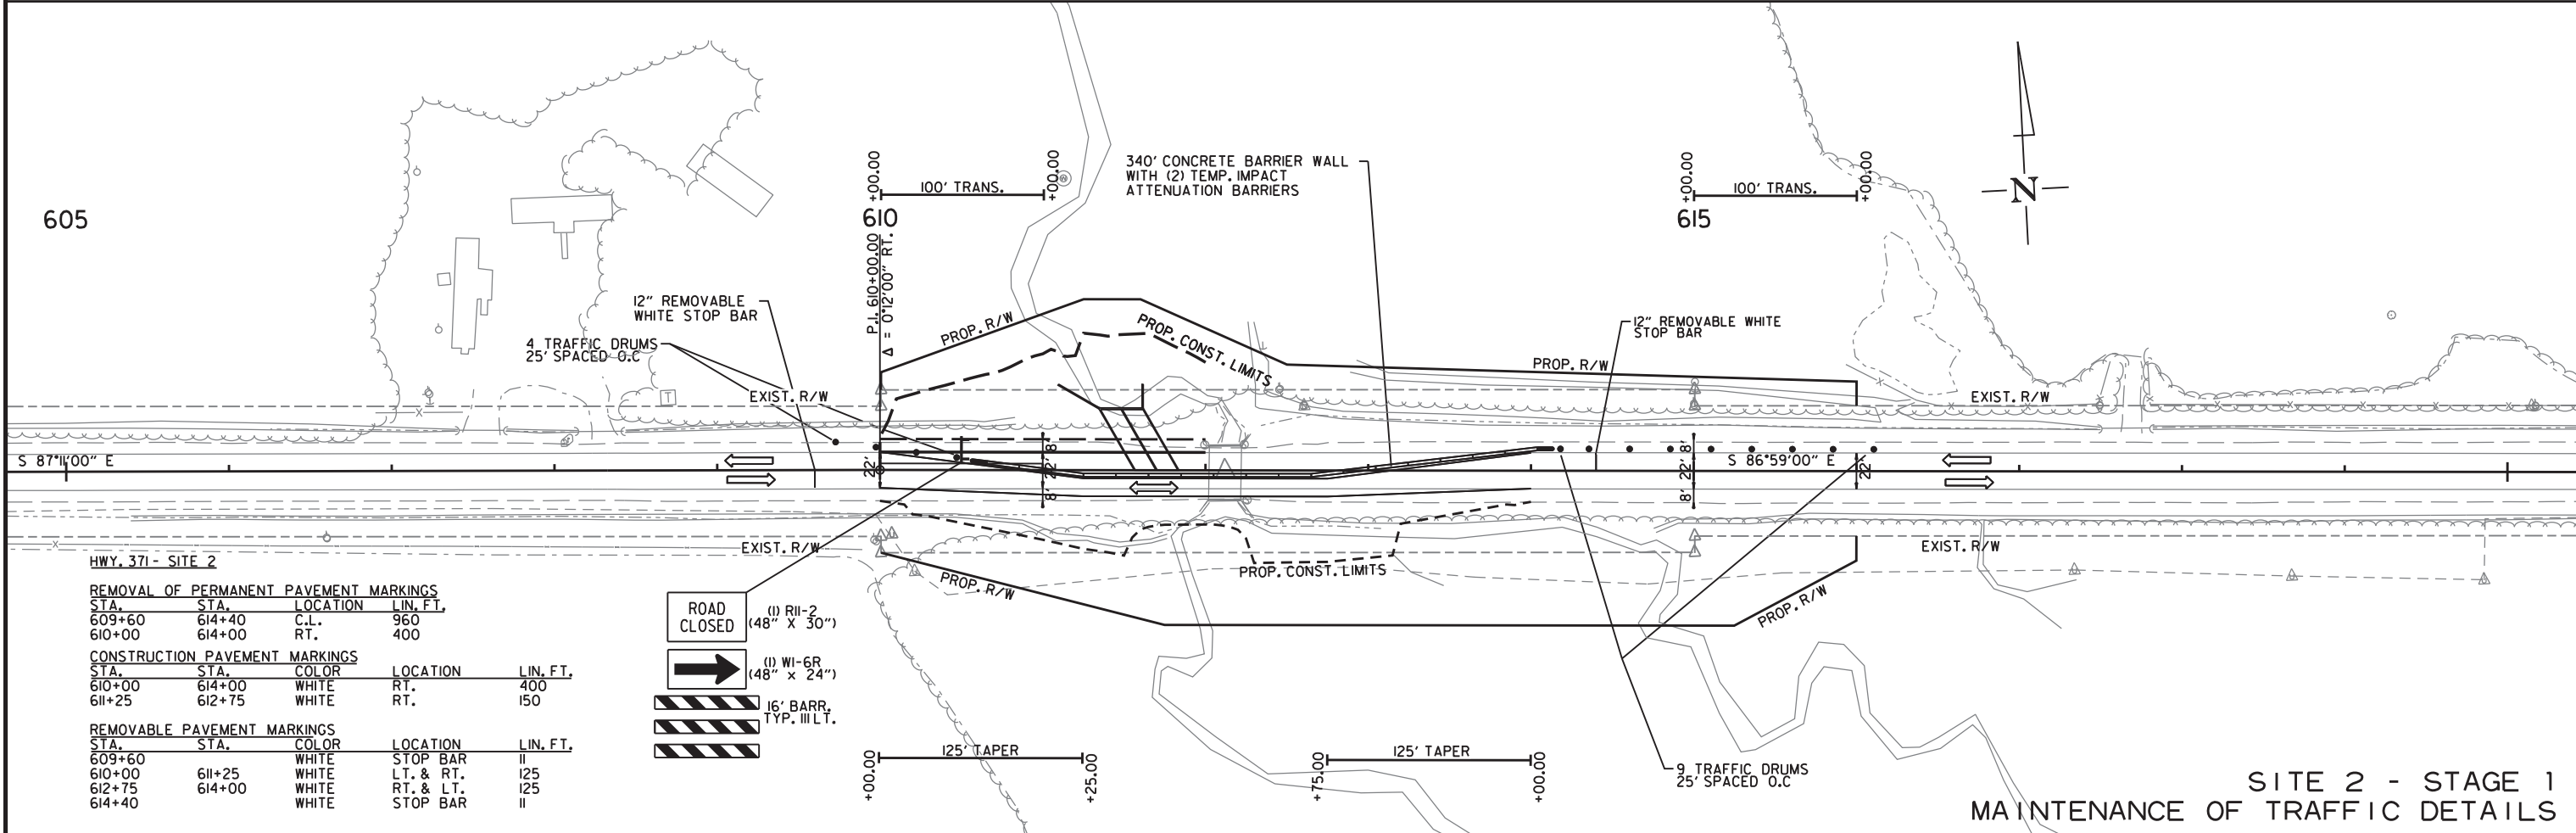 605
610
615
+00.00
+00.00
100' TRANS.
+00.00
+00.00
100' TRANS.
N
P.I. 610+00.00
Δ = 0°12'00" RT.
340' CONCRETE BARRIER WALL
WITH (2) TEMP. IMPACT
ATTENUATION BARRIERS
12" REMOVABLE
WHITE STOP BAR
4 TRAFFIC DRUMS
25' SPACED O.C
12" REMOVABLE WHITE
STOP BAR
PROP. R/W
PROP. CONST. LIMITS
PROP. R/W
EXIST. R/W
EXIST. R/W
T
W
S 87°11'00" E
S 86°59'00" E
22'
8'
22'
8'
8'
22'
8'
22'
EXIST. R/W
EXIST. R/W
PROP. R/W
PROP. CONST. LIMITS
PROP. R/W
HWY. 371 - SITE 2
REMOVAL OF PERMANENT PAVEMENT MARKINGS
STA. STA. LOCATION LIN. FT.
609+60 614+40 C.L. 960
610+00 614+00 RT. 400
CONSTRUCTION PAVEMENT MARKINGS
STA. STA. COLOR LOCATION LIN. FT.
610+00 614+00 WHITE RT. 400
611+25 612+75 WHITE RT. 150
REMOVABLE PAVEMENT MARKINGS
STA. STA. COLOR LOCATION LIN. FT.
609+60 WHITE STOP BAR 11
610+00 611+25 WHITE LT. & RT. 125
612+75 614+00 WHITE RT. & LT. 125
614+40 WHITE STOP BAR 11
ROAD
CLOSED
(1) R11-2
(48" X 30")
(1) W1-6R
(48" x 24")
16' BARR.
TYP. III LT.
125' TAPER
+00.00
+25.00
125' TAPER
+75.00
+00.00
9 TRAFFIC DRUMS
25' SPACED O.C
SITE 2 - STAGE 1
MAINTENANCE OF TRAFFIC DETAILS